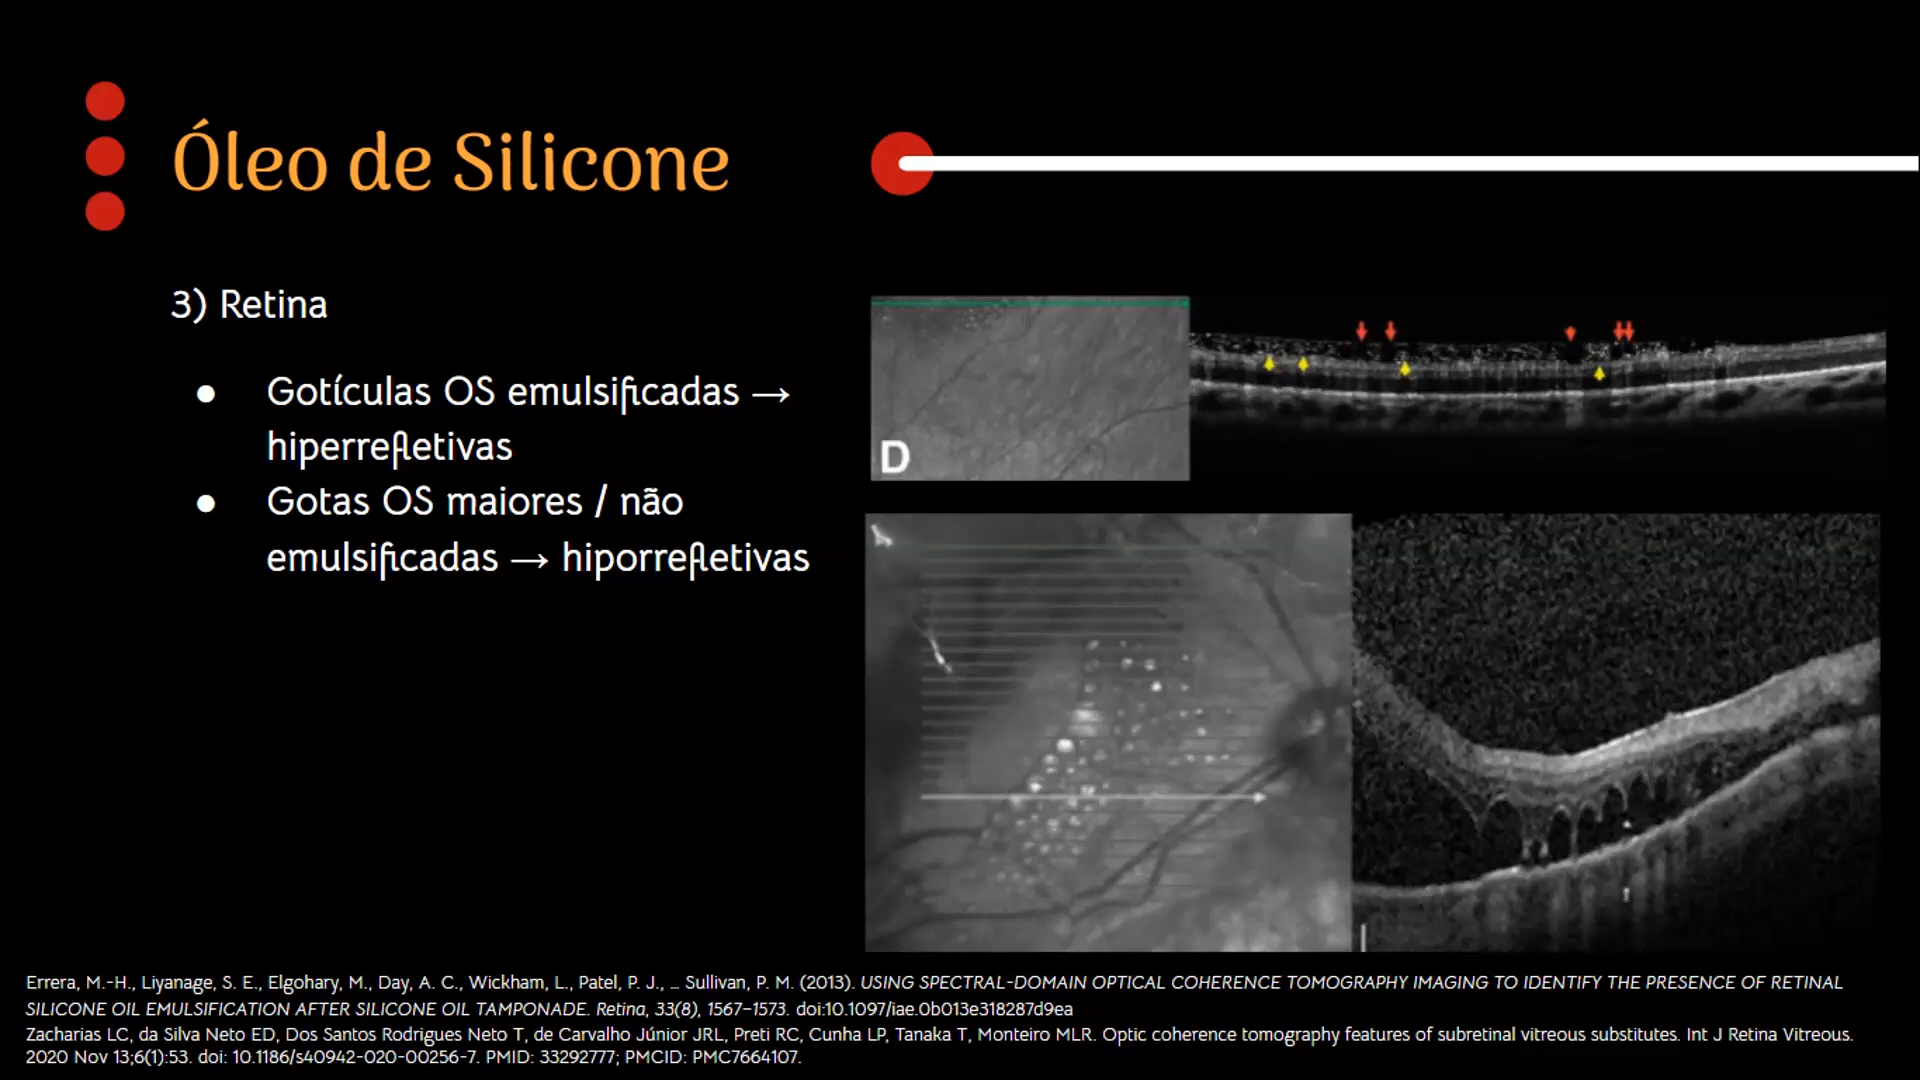 Óleo de Silicone
3) Retina
● Gotículas OS emulsificadas →
hiperrefletivas
● Gotas OS maiores / não
emulsificadas → hiporrefletivas
D
Errera, M.-H., Liyanage, S. E., Elgohary, M., Day, A. C., Wickham, L., Patel, P. J., … Sullivan, P. M. (2013). USING SPECTRAL-DOMAIN OPTICAL COHERENCE TOMOGRAPHY IMAGING TO IDENTIFY THE PRESENCE OF RETINAL
SILICONE OIL EMULSIFICATION AFTER SILICONE OIL TAMPONADE. Retina, 33(8), 1567–1573. doi:10.1097/iae.0b013e318287d9ea
Zacharias LC, da Silva Neto ED, Dos Santos Rodrigues Neto T, de Carvalho Júnior JRL, Preti RC, Cunha LP, Tanaka T, Monteiro MLR. Optic coherence tomography features of subretinal vitreous substitutes. Int J Retina Vitreous.
2020 Nov 13;6(1):53. doi: 10.1186/s40942-020-00256-7. PMID: 33292777; PMCID: PMC7664107.